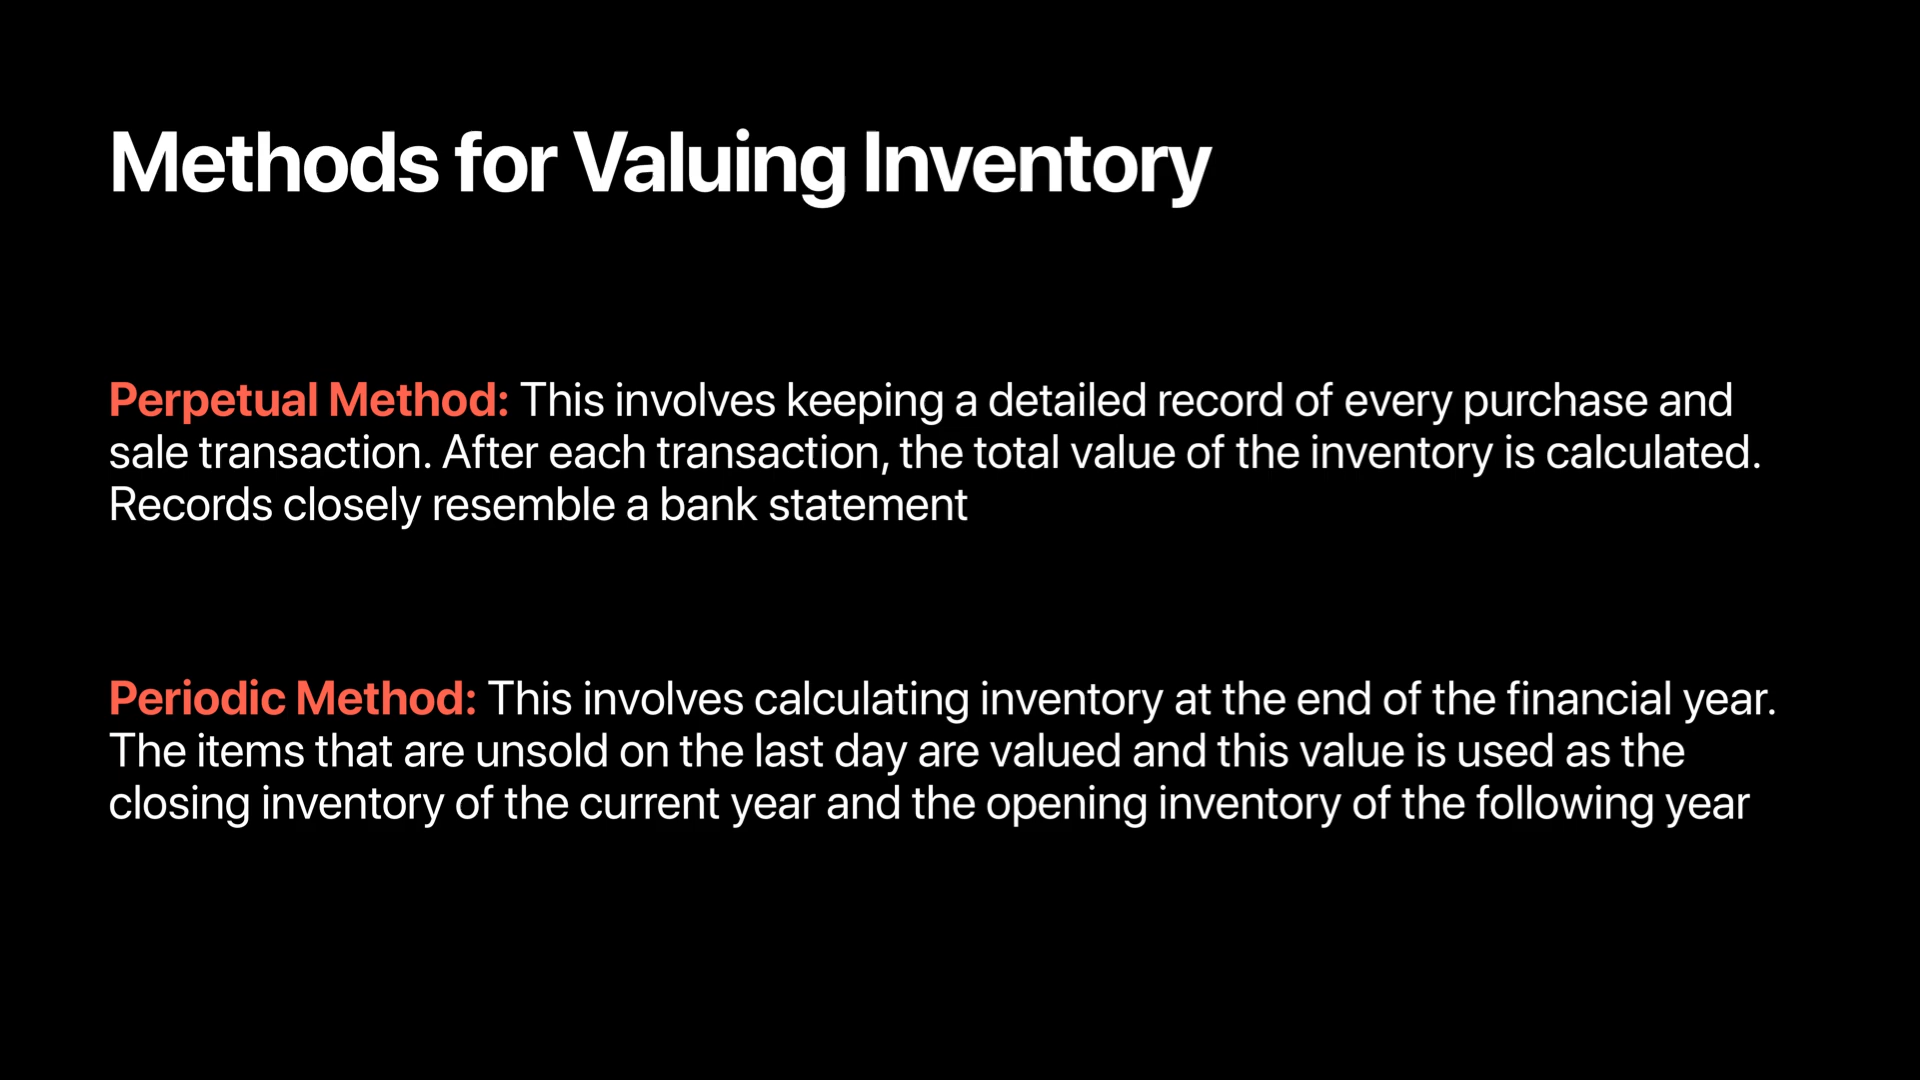 Methods for Valuing Inventory
Perpetual Method: This involves keeping a detailed record of every purchase and
sale transaction. After each transaction, the total value of the inventory is calculated.
Records closely resemble a bank statement
Periodic Method: This involves calculating inventory at the end of the financial year.
The items that are unsold on the last day are valued and this value is used as the
closing inventory of the current year and the opening inventory of the following year